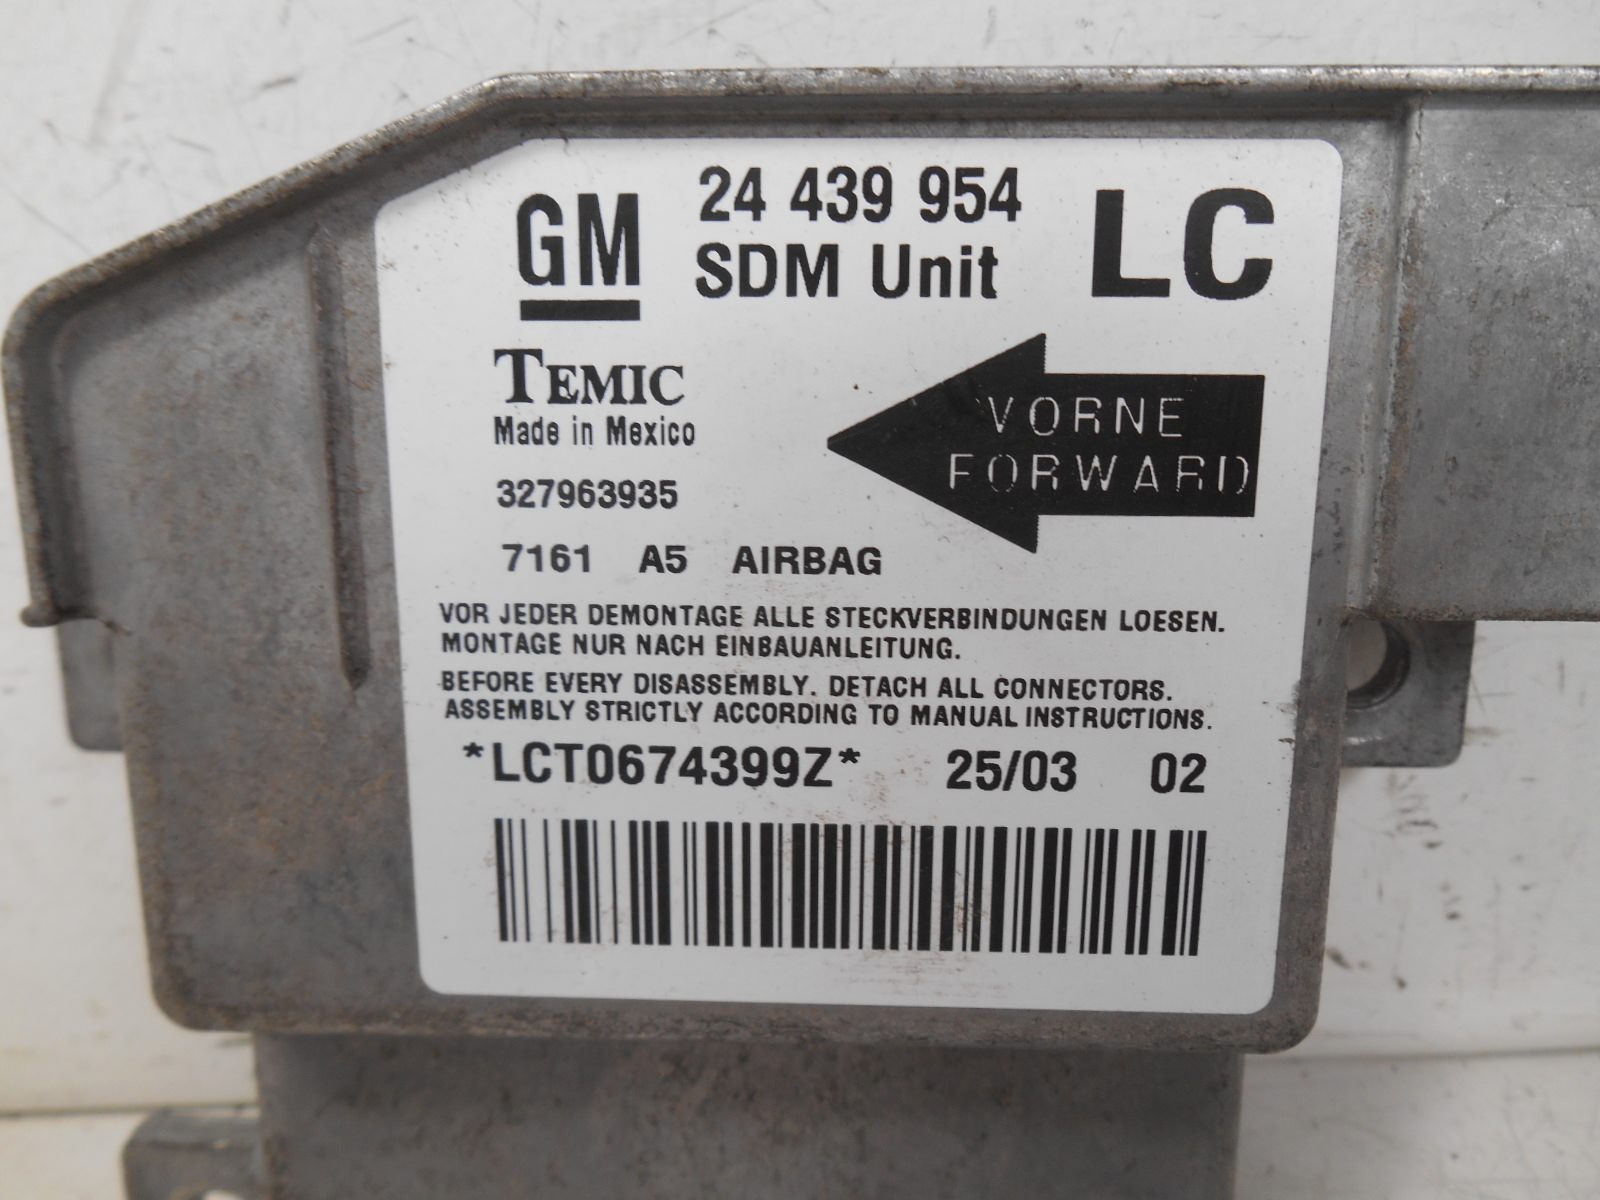 GM
24 439 954
SDM Unit
LC
TEMIC
Made in Mexico
327963935
VORNE
FORWARD
7161 A5 AIRBAG
VOR JEDER DEMONTAGE ALLE STECKVERBINDUNGEN LOESEN.
MONTAGE NUR NACH EINBAUANLEITUNG.
BEFORE EVERY DISASSEMBLY. DETACH ALL CONNECTORS.
ASSEMBLY STRICTLY ACCORDING TO MANUAL INSTRUCTIONS.
*LCT0674399Z* 25/03 02